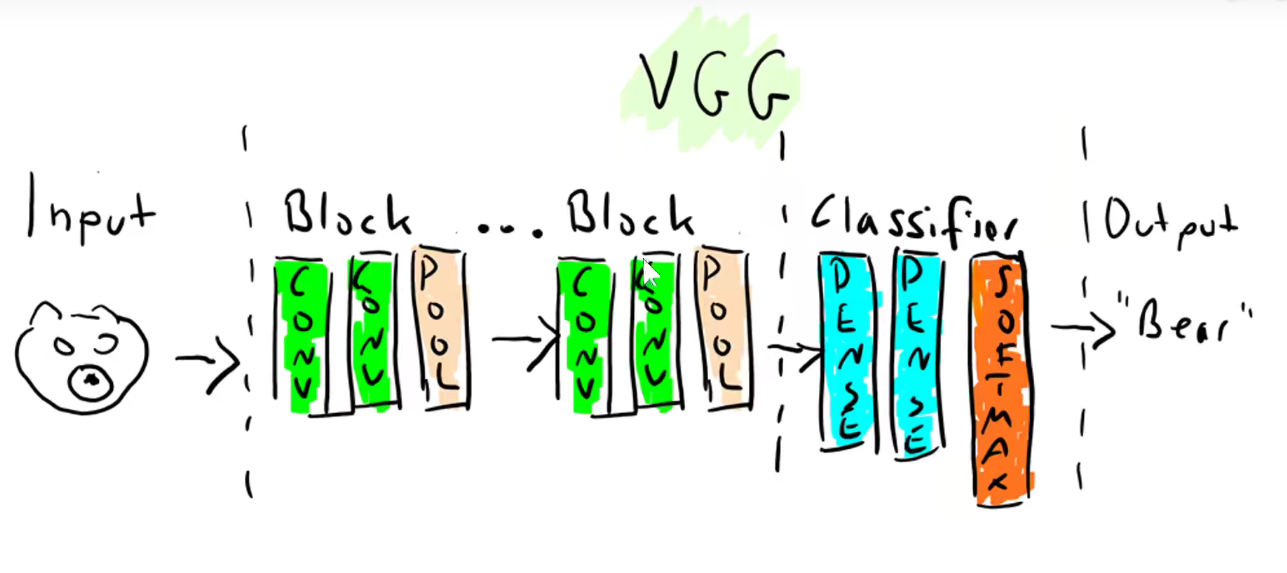 VGG
Input
Block ... Block
Classifier
Output
CONV
CONV
POOL
CONV
CONV
POOL
DENSE
DENSE
SOFTMAX
"Bear"